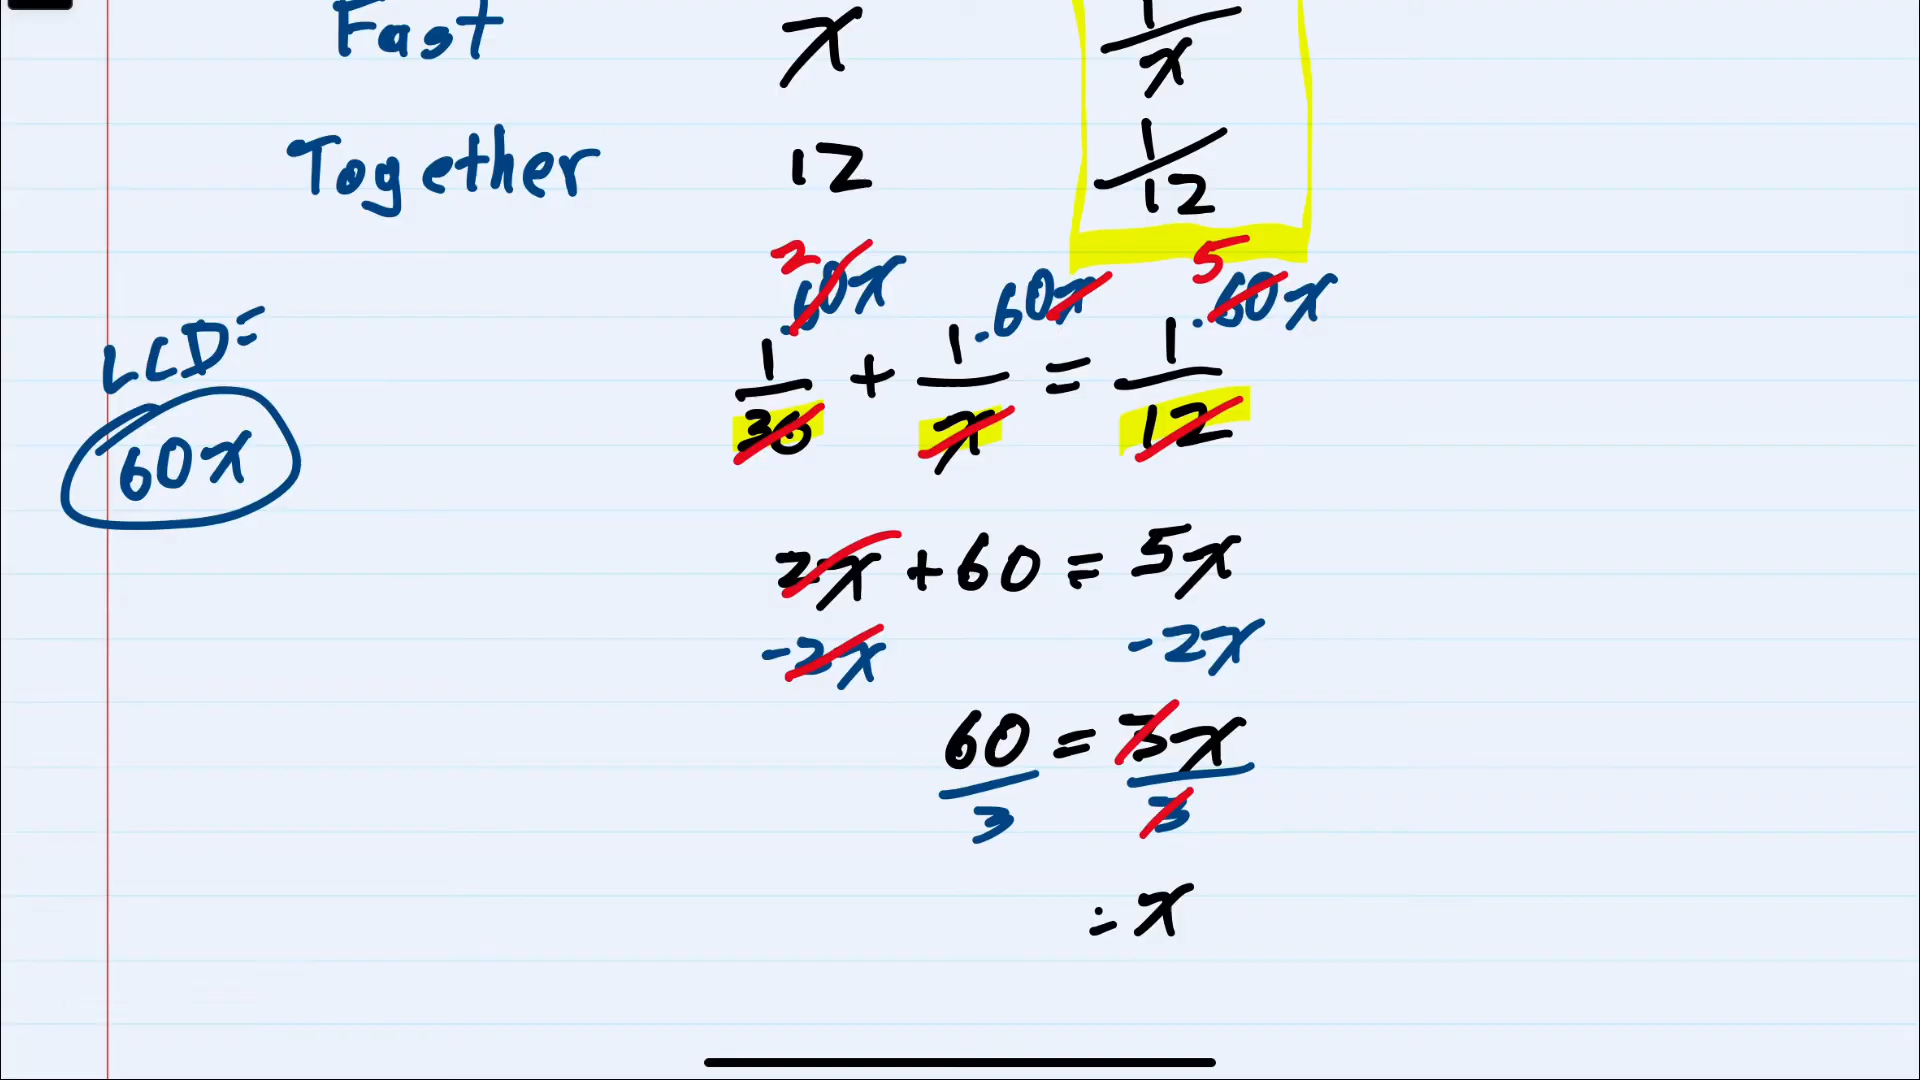 Fast x 1/x
Together 12 1/12
2 5
·60x ·60x ·60x
LCD= 1/30 + 1/x = 1/12
60x
2x + 60 = 5x
-2x -2x
60 = 3x
3 3
= x